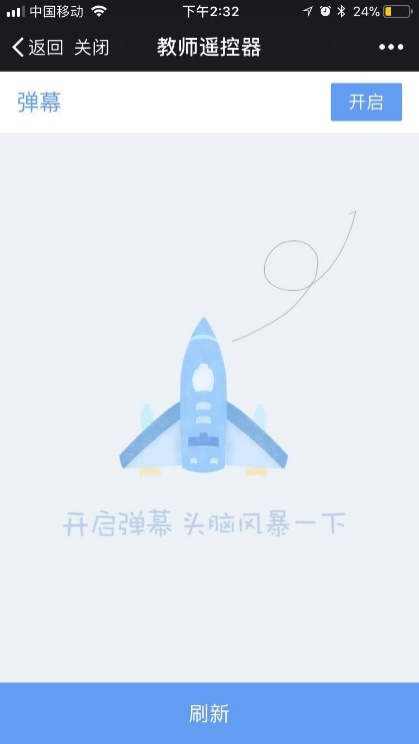 中国移动 下午2:32 24%
返回 关闭 教师遥控器
弹幕 开启
开启弹幕 头脑风暴一下
刷新